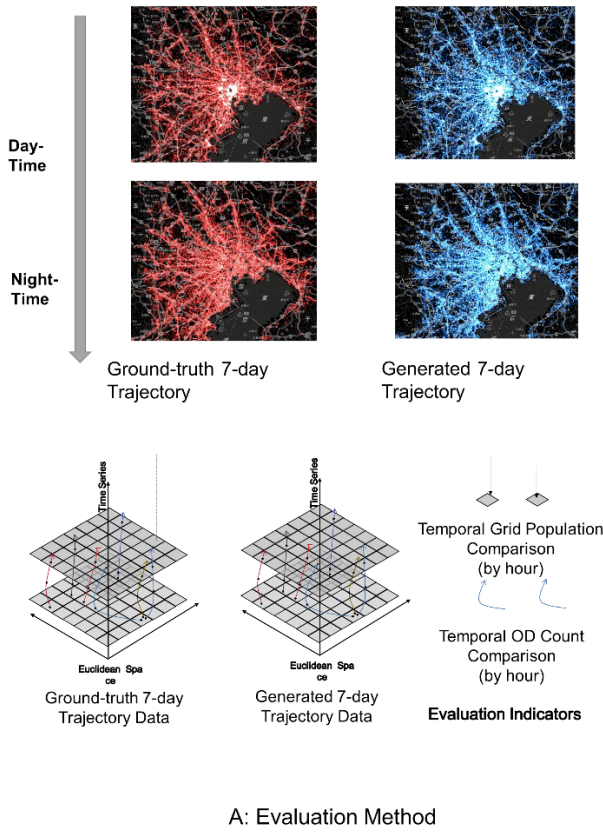 Day-
Time
Night-
Time
Ground-truth 7-day
Trajectory
Generated 7-day
Trajectory
Time Series
Euclidean Spa
ce
Ground-truth 7-day
Trajectory Data
Time Series
Euclidean Spa
ce
Generated 7-day
Trajectory Data
Temporal Grid Population
Comparison
(by hour)
Temporal OD Count
Comparison
(by hour)
Evaluation Indicators
A: Evaluation Method